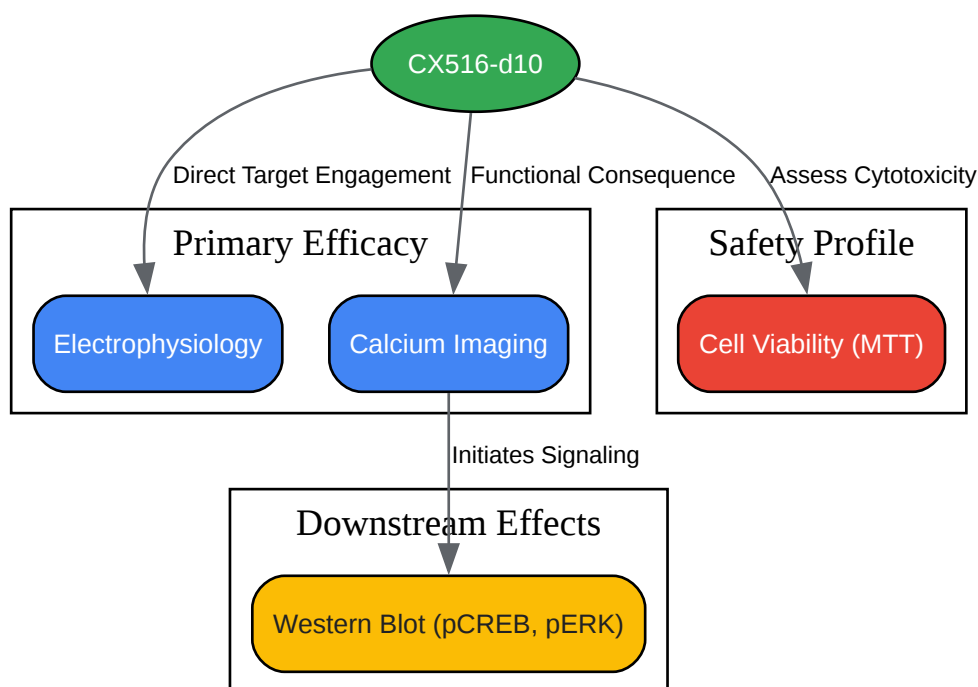 CX516-d10
Direct Target Engagement
Functional Consequence
Assess Cytotoxicity
Primary Efficacy
Safety Profile
Electrophysiology
Calcium Imaging
Cell Viability (MTT)
Initiates Signaling
Downstream Effects
Western Blot (pCREB, pERK)